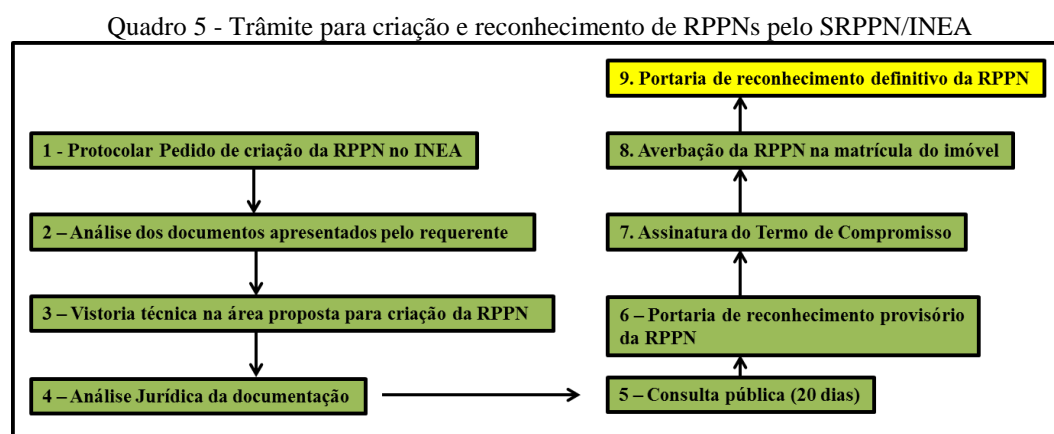 Quadro 5 - Trâmite para criação e reconhecimento de RPPNs pelo SRPPN/INEA
1 - Protocolar Pedido de criação da RPPN no INEA
2 – Análise dos documentos apresentados pelo requerente
3 – Vistoria técnica na área proposta para criação da RPPN
4 – Análise Jurídica da documentação
5 – Consulta pública (20 dias)
6 – Portaria de reconhecimento provisório
da RPPN
7. Assinatura do Termo de Compromisso
8. Averbação da RPPN na matrícula do imóvel
9. Portaria de reconhecimento definitivo da RPPN